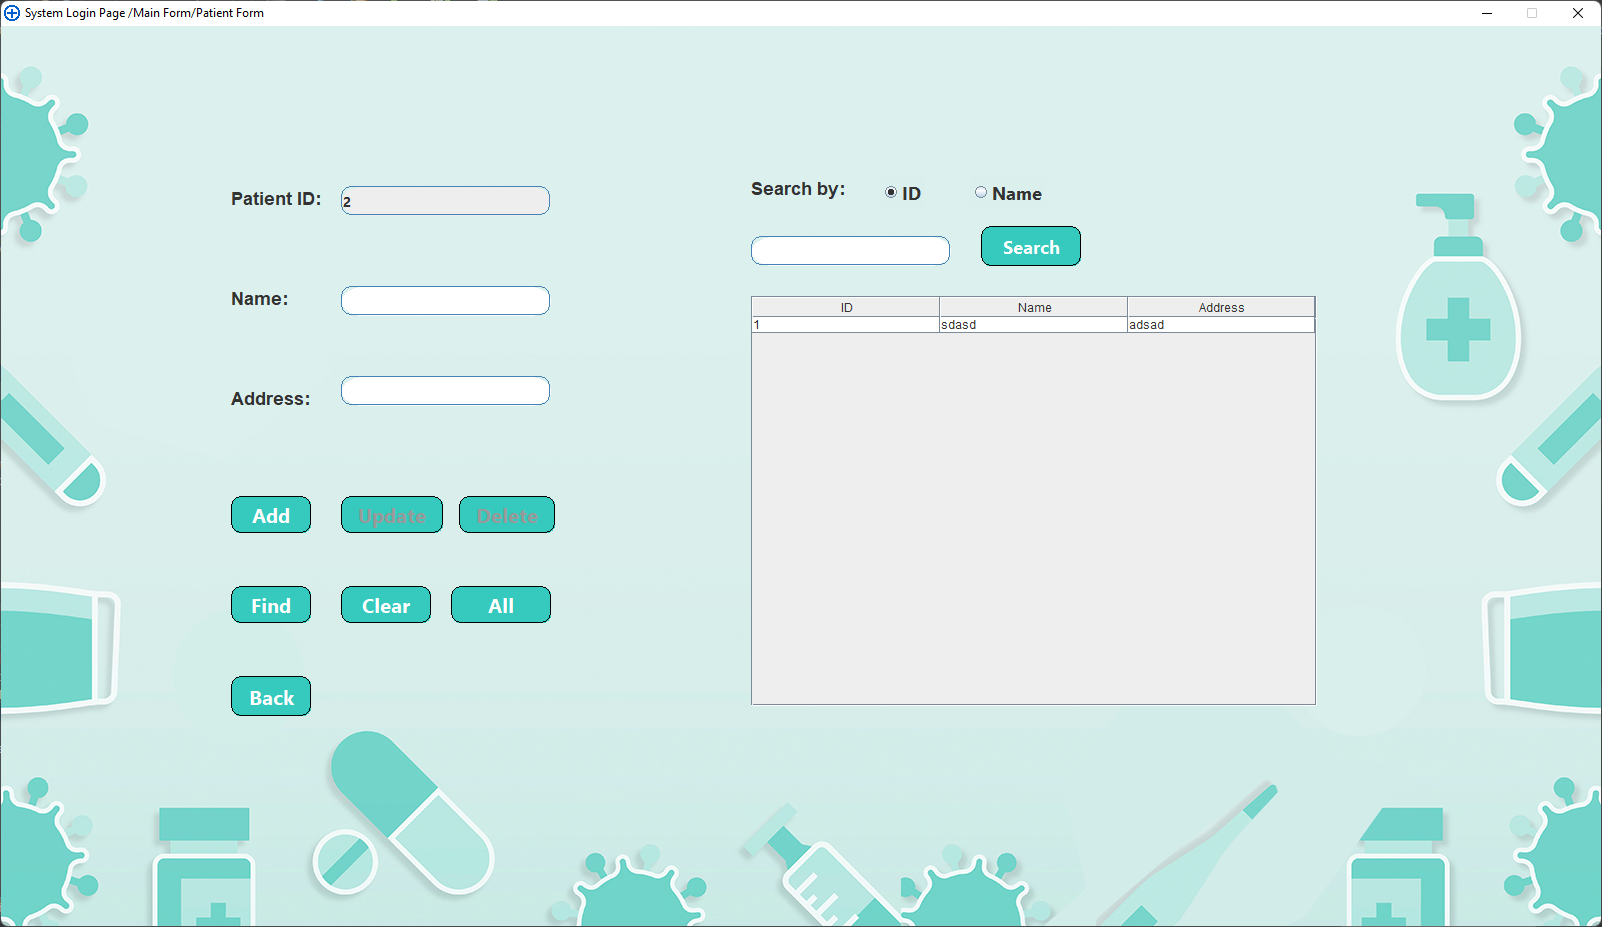 System Login Page /Main Form/Patient Form
Patient ID: 2
Name:
Address:
Add Update Delete
Find Clear All
Back
Search by: ID Name
Search
ID Name Address
1 sdasd adsad